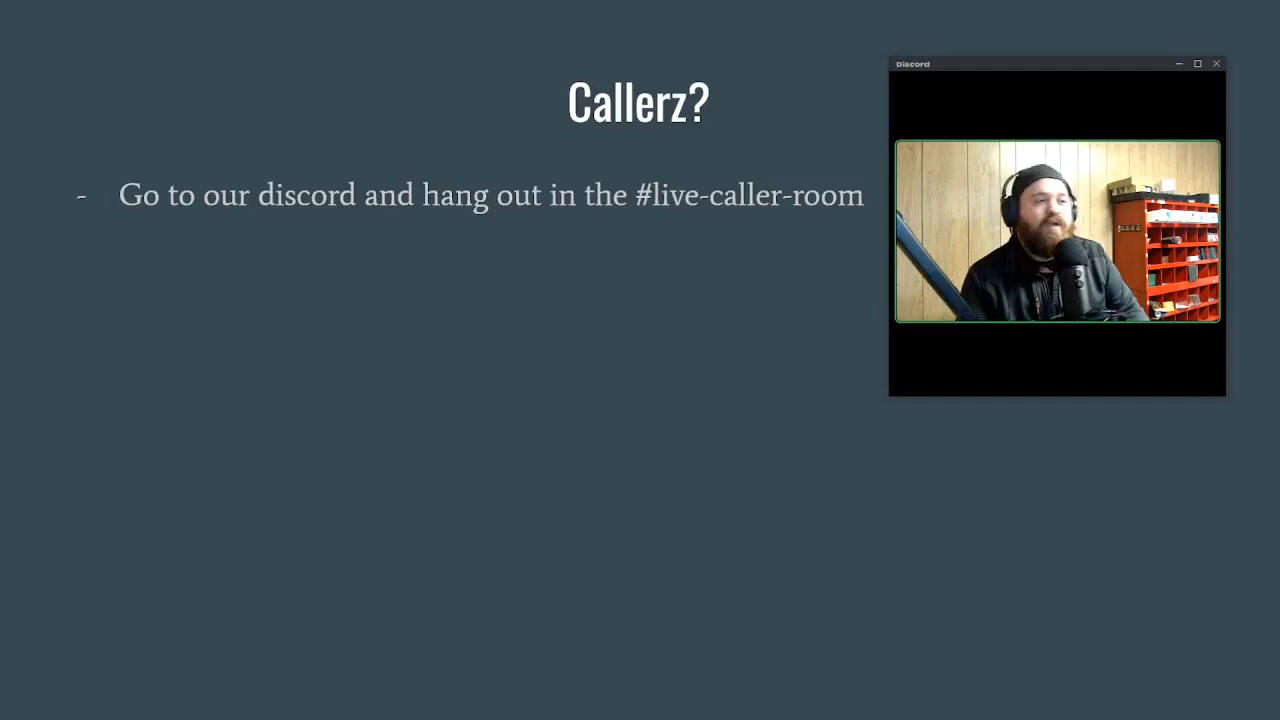 Discord
Callerz?
- Go to our discord and hang out in the #live-caller-room